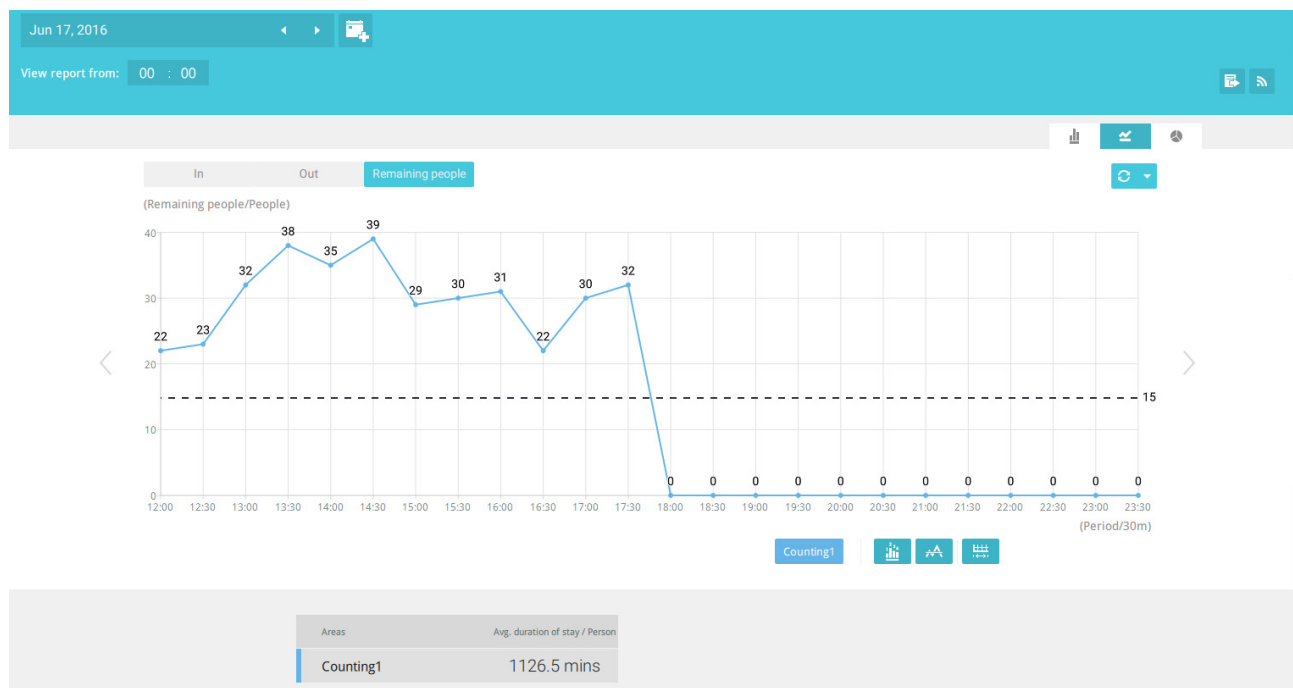 Jun 17, 2016
View report from: 00 : 00
In Out Remaining people
(Remaining people/People)
40
30
20
10
0
22 23 32 38 35 39 29 30 31 22 30 32 0 0 0 0 0 0 0 0 0 0 0 0
15
12:00 12:30 13:00 13:30 14:00 14:30 15:00 15:30 16:00 16:30 17:00 17:30 18:00 18:30 19:00 19:30 20:00 20:30 21:00 21:30 22:00 22:30 23:00 23:30
(Period/30m)
Counting1
Areas Avg. duration of stay / Person
Counting1 1126.5 mins